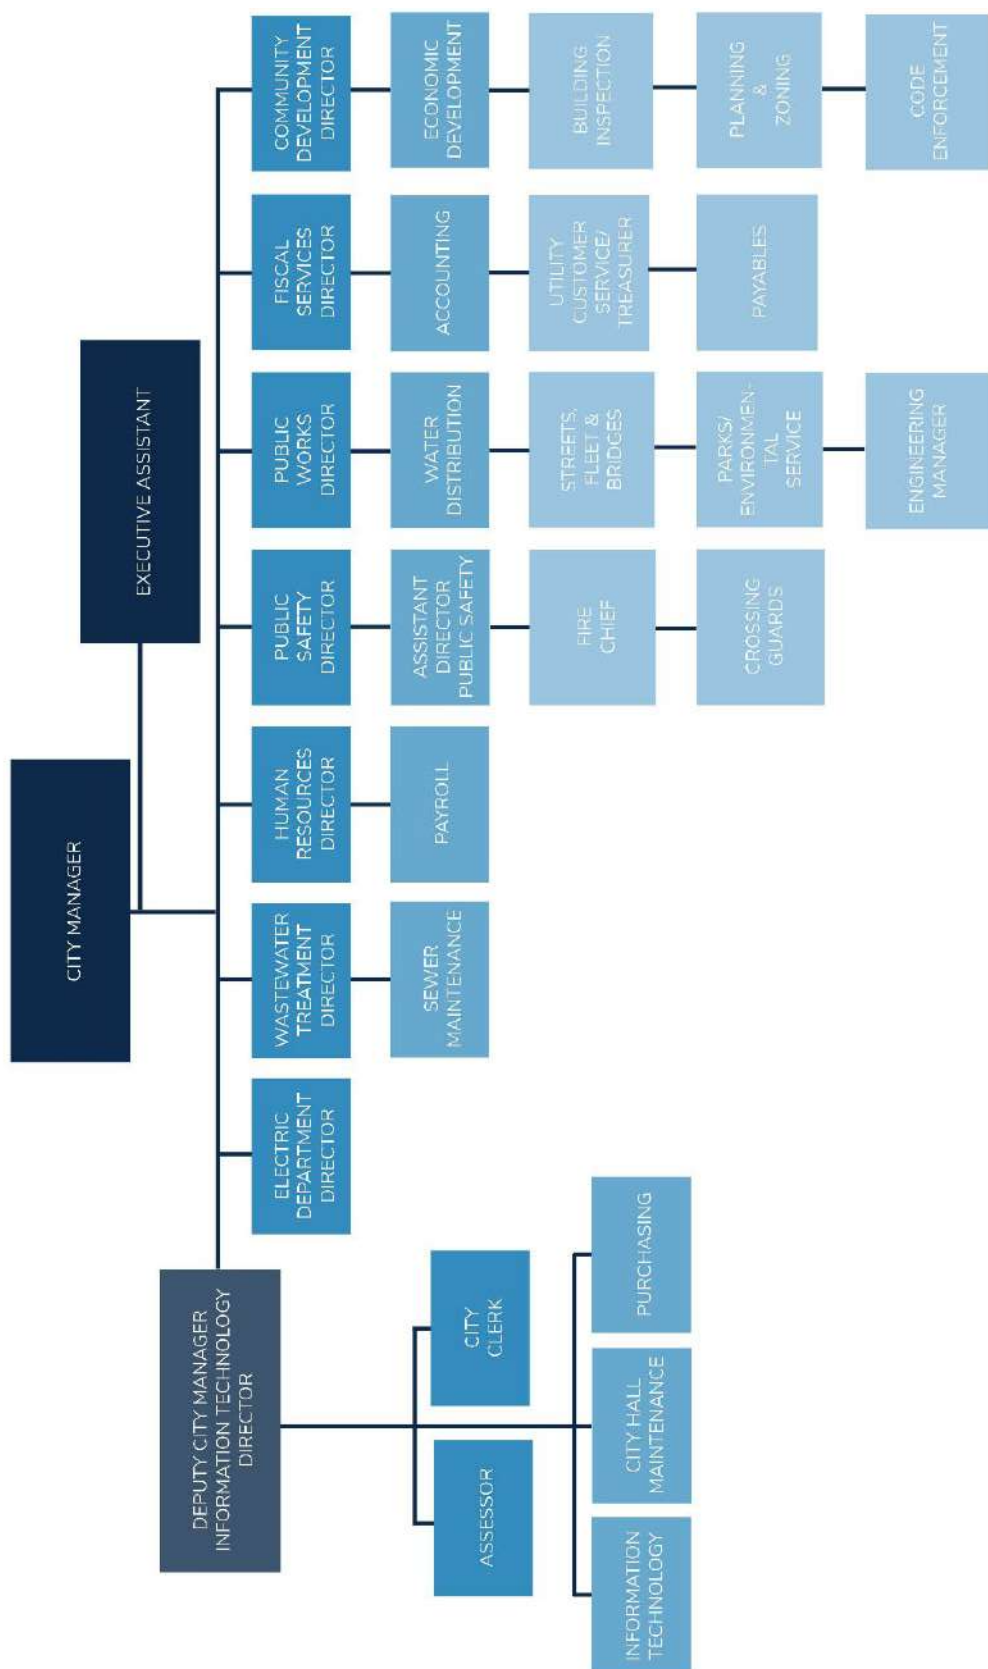 CITY MANAGER
EXECUTIVE ASSISTANT
DEPUTY CITY MANAGER
INFORMATION TECHNOLOGY
DIRECTOR
ELECTRIC
DEPARTMENT
DIRECTOR
WASTEWATER
TREATMENT
DIRECTOR
HUMAN
RESOURCES
DIRECTOR
PUBLIC
SAFETY
DIRECTOR
PUBLIC
WORKS
DIRECTOR
FISCAL
SERVICES
DIRECTOR
COMMUNITY
DEVELOPMENT
DIRECTOR
SEWER
MAINTENANCE
PAYROLL
ASSISTANT
DIRECTOR
PUBLIC SAFETY
WATER
DISTRIBUTION
ACCOUNTING
ECONOMIC
DEVELOPMENT
ASSESSOR
CITY
CLERK
FIRE
CHIEF
STREETS,
FLEET &
BRIDGES
UTILITY
CUSTOMER
SERVICE/
TREASURER
BUILDING
INSPECTION
INFORMATION
TECHNOLOGY
CITY HALL
MAINTENANCE
PURCHASING
CROSSING
GUARDS
PARKS/
ENVIRONMEN-
TAL
SERVICE
PAYABLES
PLANNING
&
ZONING
ENGINEERING
MANAGER
CODE
ENFORCEMENT